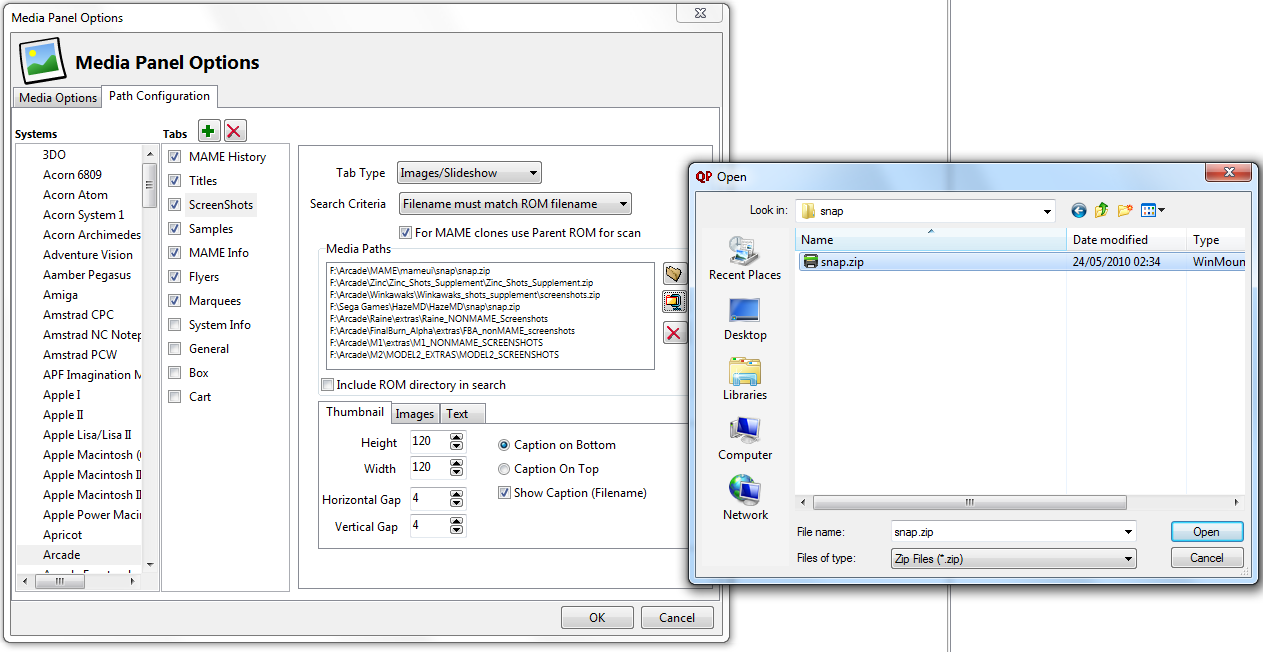 Media Panel Options
Media Panel Options
Media Options
Path Configuration
Systems
3DO
Acorn 6809
Acorn Atom
Acorn System 1
Acorn Archimedes
Adventure Vision
Aamber Pegasus
Amiga
Amstrad CPC
Amstrad NC Notep
Amstrad PCW
APF Imagination M
Apple I
Apple II
Apple Lisa/Lisa II
Apple Macintosh (
Apple Macintosh II
Apple Macintosh II
Apple Power Macin
Apricot
Arcade
Tabs
MAME History
Titles
ScreenShots
Samples
MAME Info
Flyers
Marquees
System Info
General
Box
Cart
Tab Type
Images/Slideshow
Search Criteria
Filename must match ROM filename
For MAME clones use Parent ROM for scan
Media Paths
F:\Arcade\MAME\mameui\snap\snap.zip
F:\Arcade\Zinc\Zinc_Shots_Supplement\Zinc_Shots_Supplement.zip
F:\Arcade\Winkawaks\Winkawaks_shots_supplement\screenshots.zip
F:\Sega Games\HazeMD\HazeMD\snap\snap.zip
F:\Arcade\Raine\extras\Raine_NONMAME_Screenshots
F:\Arcade\FinalBurn_Alpha\extras\FBA_nonMAME_screenshots
F:\Arcade\M1\extras\M1_NONMAME_SCREENSHOTS
F:\Arcade\M2\MODEL2_EXTRAS\MODEL2_SCREENSHOTS
Include ROM directory in search
Thumbnail
Images
Text
Height
120
Width
120
Horizontal Gap
4
Vertical Gap
4
Caption on Bottom
Caption On Top
Show Caption (Filename)
OK
Cancel
QP Open
Look in:
snap
Recent Places
Desktop
Libraries
Computer
Network
Name
Date modified
Type
snap.zip
24/05/2010 02:34
WinMoun
File name:
snap.zip
Open
Files of type:
Zip Files (*.zip)
Cancel